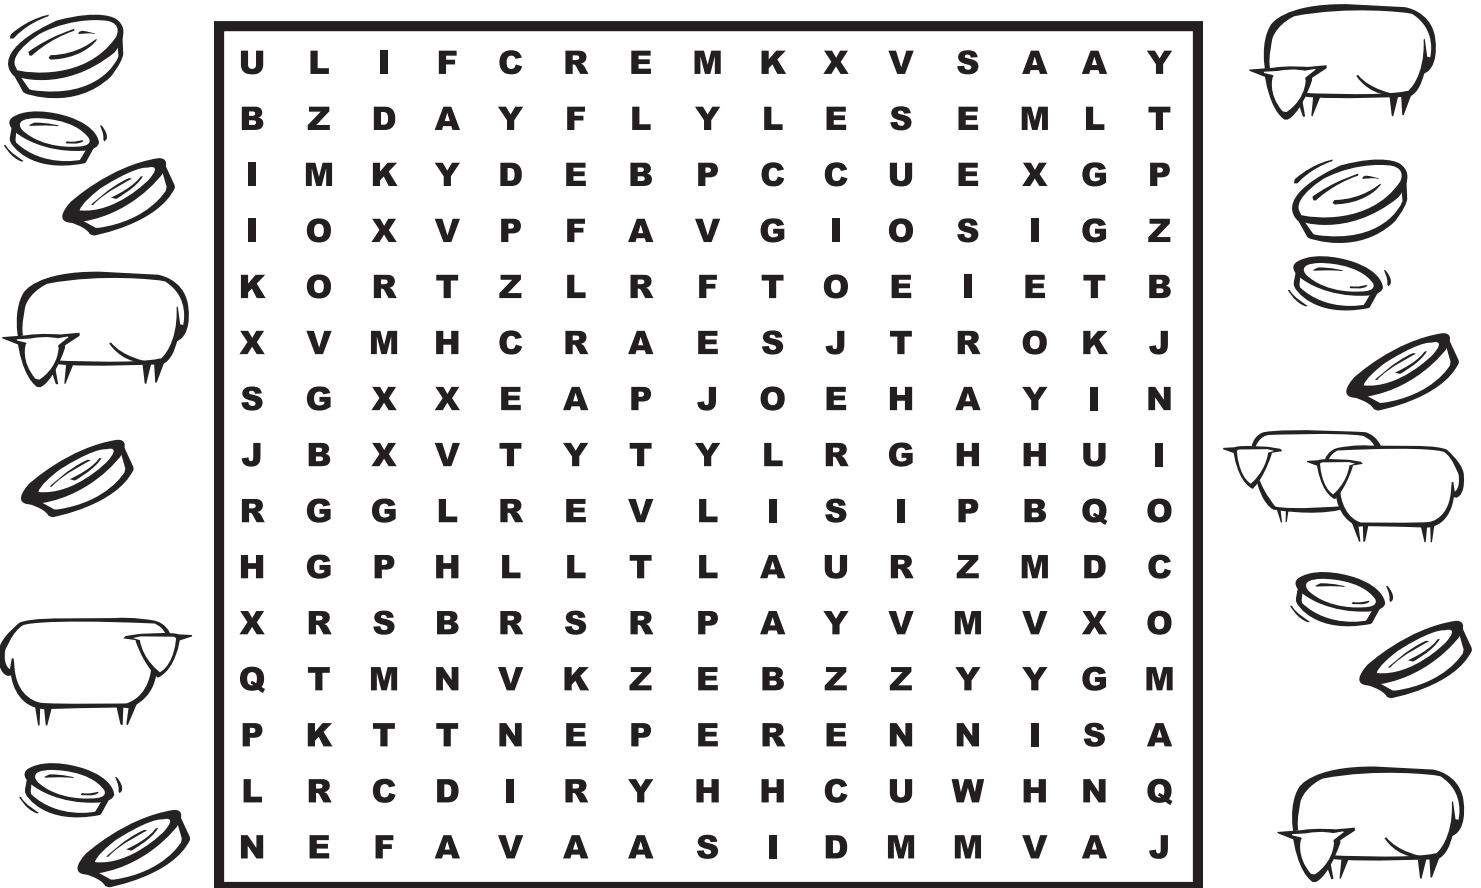 U L I F C R E M K X V S A A Y
B Z D A Y F L Y L E S E M L T
I M K Y D E B P C C U E X G P
I O X V P F A V G I O S I G Z
K O R T Z L R F T O E I E T B
X V M H C R A E S J T R O K J
S G X X E A P J O E H A Y I N
J B X V T Y T Y L R G H H U I
R G G L R E V L I S I P B Q O
H G P H L L T L A U R Z M D C
X R S B R S R P A Y V M V X O
Q T M N V K Z E B Z Z Y Y G M
P K T T N E P E R E N N I S A
L R C D I R Y H H C U W H N Q
N E F A V A A S I D M M V A J